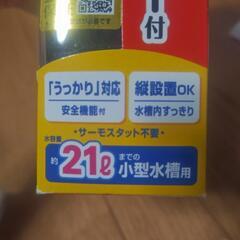 ー付
「うっかり」対応
安全機能付
縦設置OK
水槽内すっきり
・サーモスタット不要・
水容量
約21ℓまでの
小型水槽用